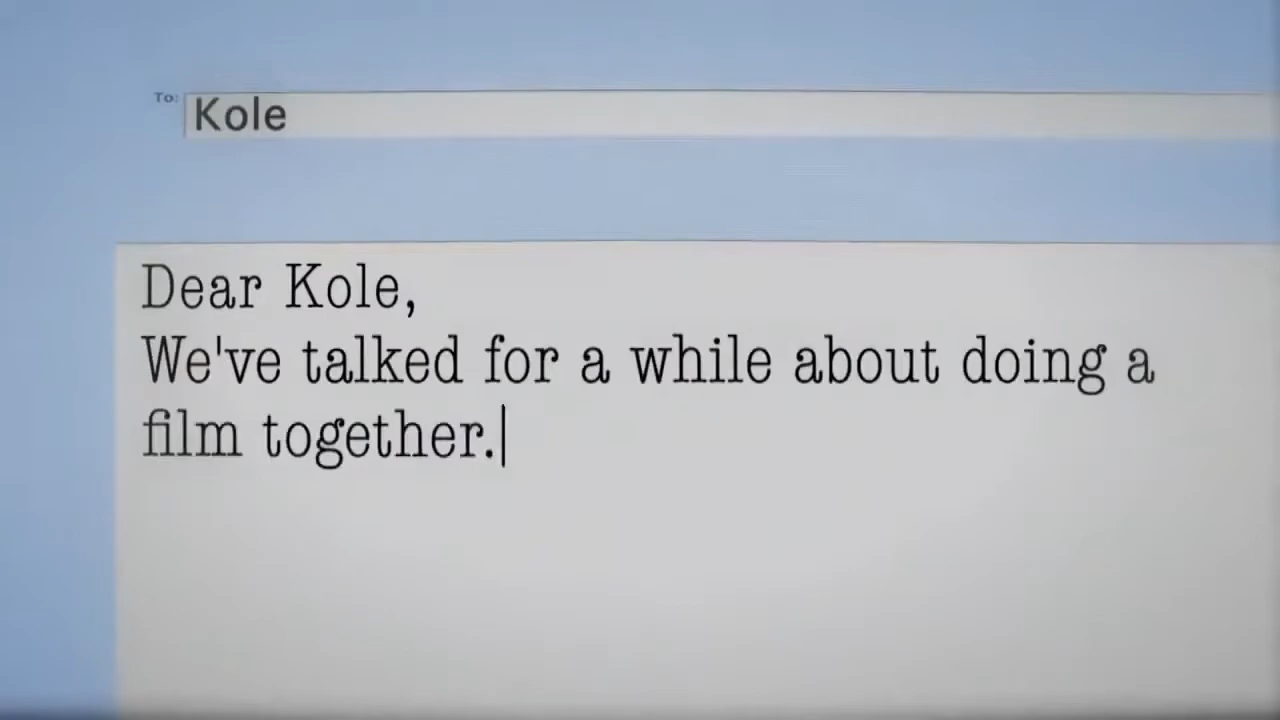 To:
Kole
Dear Kole,
We've talked for a while about doing a
film together.